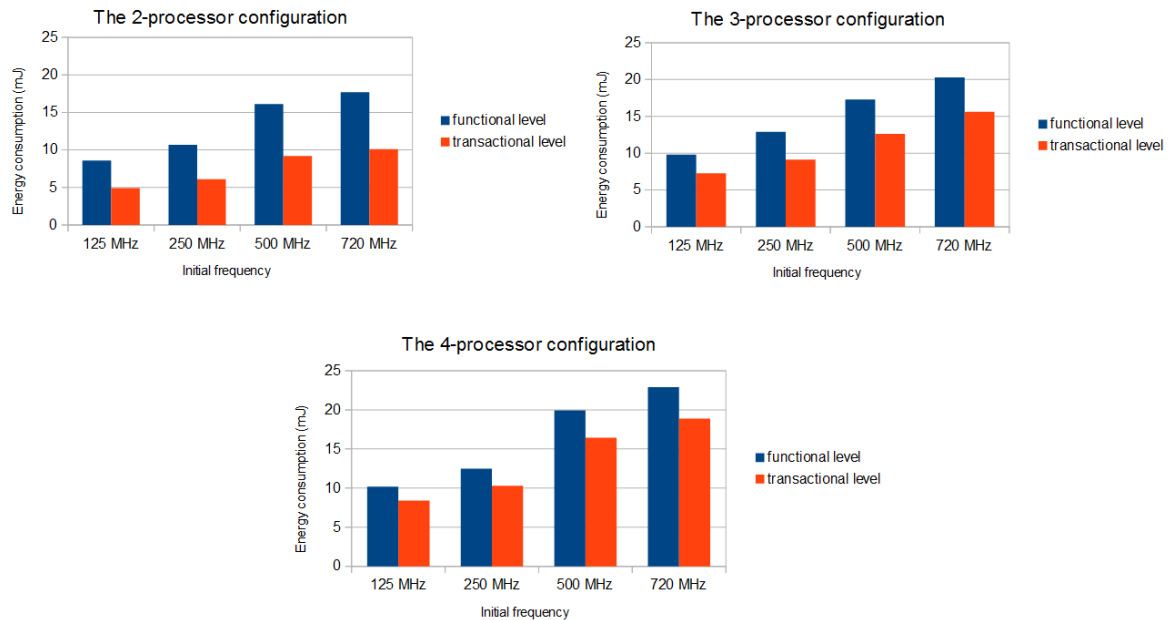 The 2-processor configuration
25
20
15
10
5
0
Energy consumption (mJ)
125 MHz 250 MHz 500 MHz 720 MHz
Initial frequency
functional level
transactional level
The 3-processor configuration
25
20
15
10
5
0
Energy consumption (mJ)
125 MHz 250 MHz 500 MHz 720 MHz
Initial frequency
functional level
transactional level
The 4-processor configuration
25
20
15
10
5
0
Energy consumption (mJ)
125 MHz 250 MHz 500 MHz 720 MHz
Initial frequency
functional level
transactional level